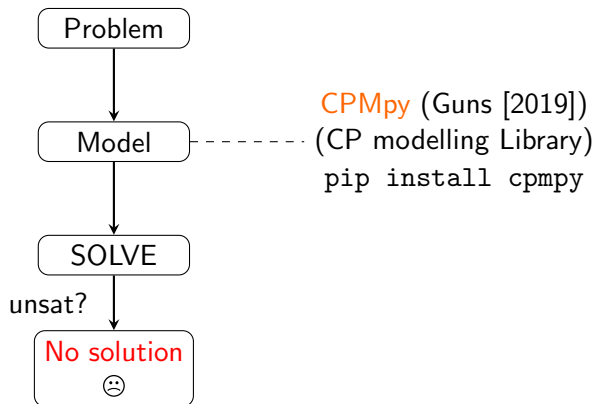 Problem
CPMpy (Guns [2019])
Model
(CP modelling Library)
pip install cpmpy
SOLVE
unsat?
No solution
☹